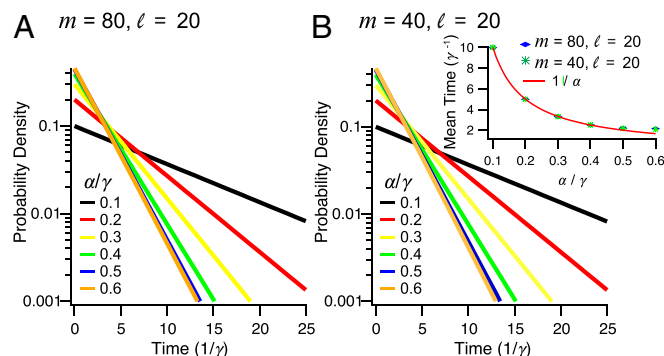 A
m = 80, ℓ = 20
Probability Density
0.1
0.01
0.001
α/γ
0.1
0.2
0.3
0.4
0.5
0.6
0
5
10
15
20
25
Time (1/γ)
B
m = 40, ℓ = 20
Probability Density
0.1
0.01
0.001
α/γ
0.1
0.2
0.3
0.4
0.5
0.6
0
5
10
15
20
25
Time (1/γ)
Mean Time (γ⁻¹)
10
8
6
4
2
m = 80, ℓ = 20
m = 40, ℓ = 20
1 / α
0.1
0.2
0.3
0.4
0.5
0.6
α / γ